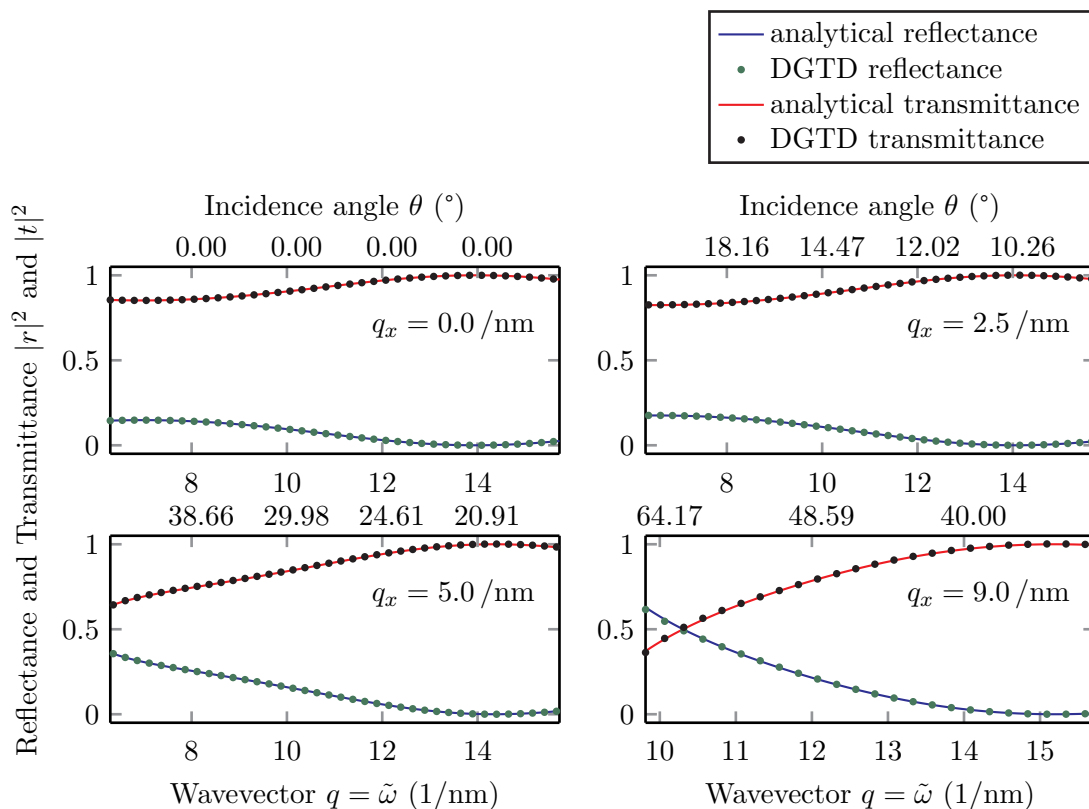 analytical reflectance
DGTD reflectance
analytical transmittance
DGTD transmittance
Reflectance and Transmittance |r|² and |t|²
Incidence angle θ (°)
0.00 0.00 0.00 0.00
1
0.5
0
q_x = 0.0 /nm
8 10 12 14
Incidence angle θ (°)
18.16 14.47 12.02 10.26
1
0.5
0
q_x = 2.5 /nm
8 10 12 14
38.66 29.98 24.61 20.91
1
0.5
0
q_x = 5.0 /nm
8 10 12 14
Wavevector q = ω̃ (1/nm)
64.17 48.59 40.00
1
0.5
0
q_x = 9.0 /nm
10 11 12 13 14 15
Wavevector q = ω̃ (1/nm)